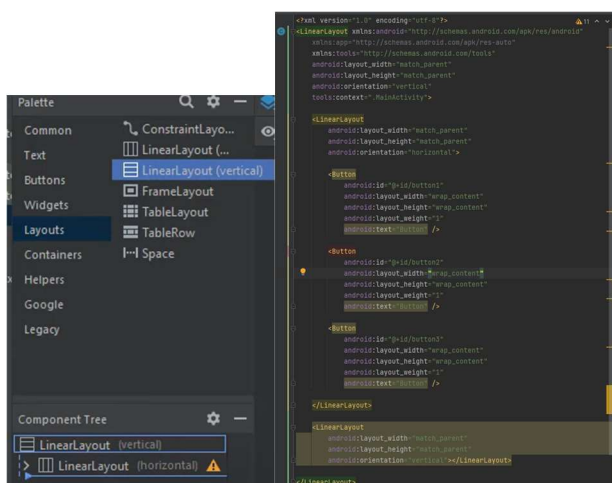 Palette
Common
Text
Buttons
Widgets
Layouts
Containers
Helpers
Google
Legacy
ConstraintLayo...
LinearLayout (...
LinearLayout (vertical)
FrameLayout
TableLayout
TableRow
Space
Component Tree
LinearLayout (vertical)
LinearLayout (horizontal)
<?xml version="1.0" encoding="utf-8"?>
11
<LinearLayout xmlns:android="http://schemas.android.com/apk/res/android"
xmlns:app="http://schemas.android.com/apk/res-auto"
xmlns:tools="http://schemas.android.com/tools"
android:layout_width="match_parent"
android:layout_height="match_parent"
android:orientation="vertical"
tools:context=".MainActivity">
<LinearLayout
android:layout_width="match_parent"
android:layout_height="match_parent"
android:orientation="horizontal">
<Button
android:id="@+id/button1"
android:layout_width="wrap_content"
android:layout_height="wrap_content"
android:layout_weight="1"
android:text="Button" />
<Button
android:id="@+id/button2"
android:layout_width="wrap_content"
android:layout_height="wrap_content"
android:layout_weight="1"
android:text="Button" />
<Button
android:id="@+id/button3"
android:layout_width="wrap_content"
android:layout_height="wrap_content"
android:layout_weight="1"
android:text="Button" />
</LinearLayout>
<LinearLayout
android:layout_width="match_parent"
android:layout_height="match_parent"
android:orientation="vertical"></LinearLayout>
</LinearLayout>